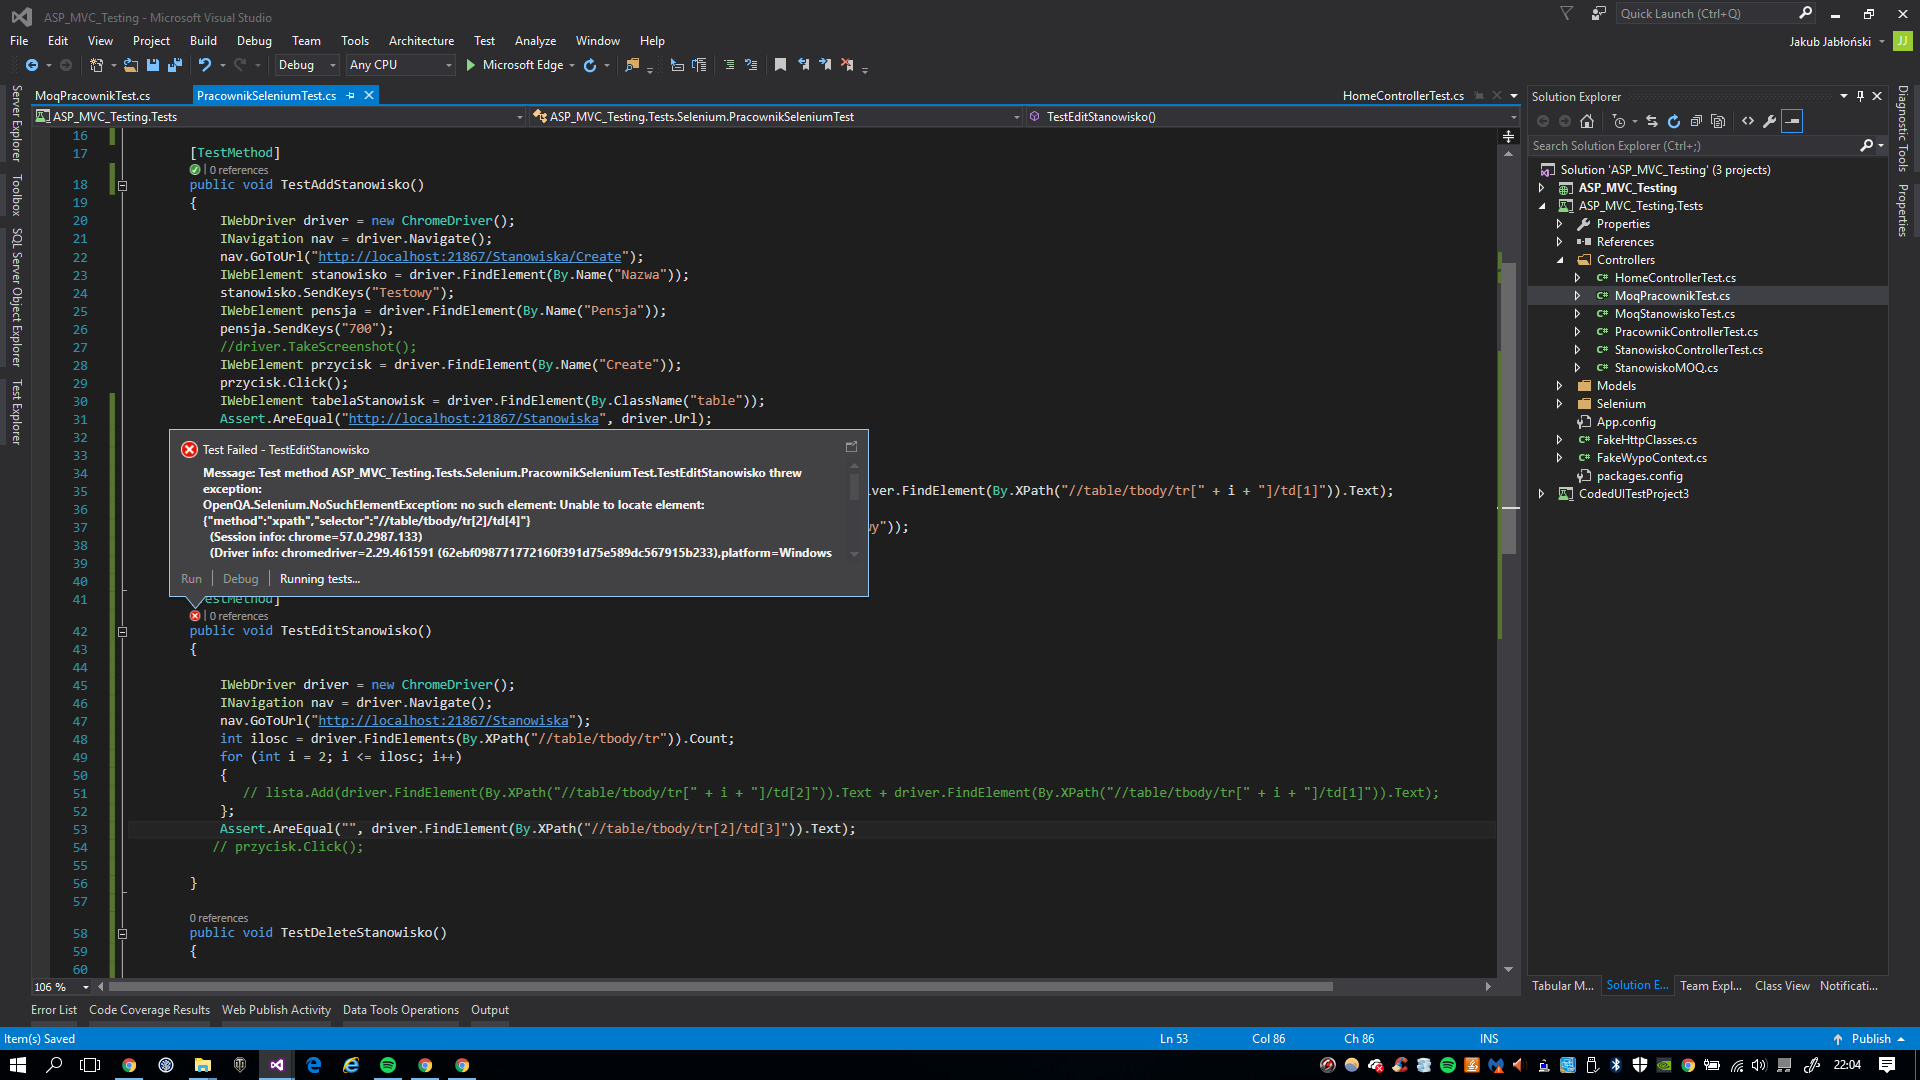 ASP_MVC_Testing - Microsoft Visual Studio
Quick Launch (Ctrl+Q)
File Edit View Project Build Debug Team Tools Architecture Test Analyze Window Help
Jakub Jabłoński JJ
Debug Any CPU Microsoft Edge
Server Explorer
Toolbox
SQL Server Object Explorer
Test Explorer
MoqPracownikTest.cs PracownikSeleniumTest.cs HomeControllerTest.cs
ASP_MVC_Testing.Tests ASP_MVC_Testing.Tests.Selenium.PracownikSeleniumTest TestEditStanowisko()
16
17 [TestMethod]
0 references
18 public void TestAddStanowisko()
19 {
20 IWebDriver driver = new ChromeDriver();
21 INavigation nav = driver.Navigate();
22 nav.GoToUrl("http://localhost:21867/Stanowiska/Create");
23 IWebElement stanowisko = driver.FindElement(By.Name("Nazwa"));
24 stanowisko.SendKeys("Testowy");
25 IWebElement pensja = driver.FindElement(By.Name("Pensja"));
26 pensja.SendKeys("700");
27 //driver.TakeScreenshot();
28 IWebElement przycisk = driver.FindElement(By.Name("Create"));
29 przycisk.Click();
30 IWebElement tabelaStanowisk = driver.FindElement(By.ClassName("table"));
31 Assert.AreEqual("http://localhost:21867/Stanowiska", driver.Url);
32
33
34
35 iver.FindElement(By.XPath("//table/tbody/tr[" + i + "]/td[1]")).Text);
36
37 y"));
38
39
40
Test Failed - TestEditStanowisko
Message: Test method ASP_MVC_Testing.Tests.Selenium.PracownikSeleniumTest.TestEditStanowisko threw
exception:
OpenQA.Selenium.NoSuchElementException: no such element: Unable to locate element:
{"method":"xpath","selector":"//table/tbody/tr[2]/td[4]"}
(Session info: chrome=57.0.2987.133)
(Driver info: chromedriver=2.29.461591 (62ebf098771772160f391d75e589dc567915b233),platform=Windows
Run Debug Running tests...
41 estMethod]
0 references
42 public void TestEditStanowisko()
43 {
44
45 IWebDriver driver = new ChromeDriver();
46 INavigation nav = driver.Navigate();
47 nav.GoToUrl("http://localhost:21867/Stanowiska");
48 int ilosc = driver.FindElements(By.XPath("//table/tbody/tr")).Count;
49 for (int i = 2; i <= ilosc; i++)
50 {
51 // lista.Add(driver.FindElement(By.XPath("//table/tbody/tr[" + i + "]/td[2]")).Text + driver.FindElement(By.XPath("//table/tbody/tr[" + i + "]/td[1]")).Text);
52 };
53 Assert.AreEqual("", driver.FindElement(By.XPath("//table/tbody/tr[2]/td[3]")).Text);
54 // przycisk.Click();
55
56 }
57
0 references
58 public void TestDeleteStanowisko()
59 {
60
106 %
Solution Explorer
Search Solution Explorer (Ctrl+;)
Solution 'ASP_MVC_Testing' (3 projects)
ASP_MVC_Testing
ASP_MVC_Testing.Tests
Properties
References
Controllers
HomeControllerTest.cs
MoqPracownikTest.cs
MoqStanowiskoTest.cs
PracownikControllerTest.cs
StanowiskoControllerTest.cs
StanowiskoMOQ.cs
Models
Selenium
App.config
FakeHttpClasses.cs
FakeWypoContext.cs
packages.config
CodedUITestProject3
Tabular M... Solution E... Team Expl... Class View Notificati...
Diagnostic Tools
Properties
Error List Code Coverage Results Web Publish Activity Data Tools Operations Output
Item(s) Saved Ln 53 Col 86 Ch 86 INS Publish
22:04